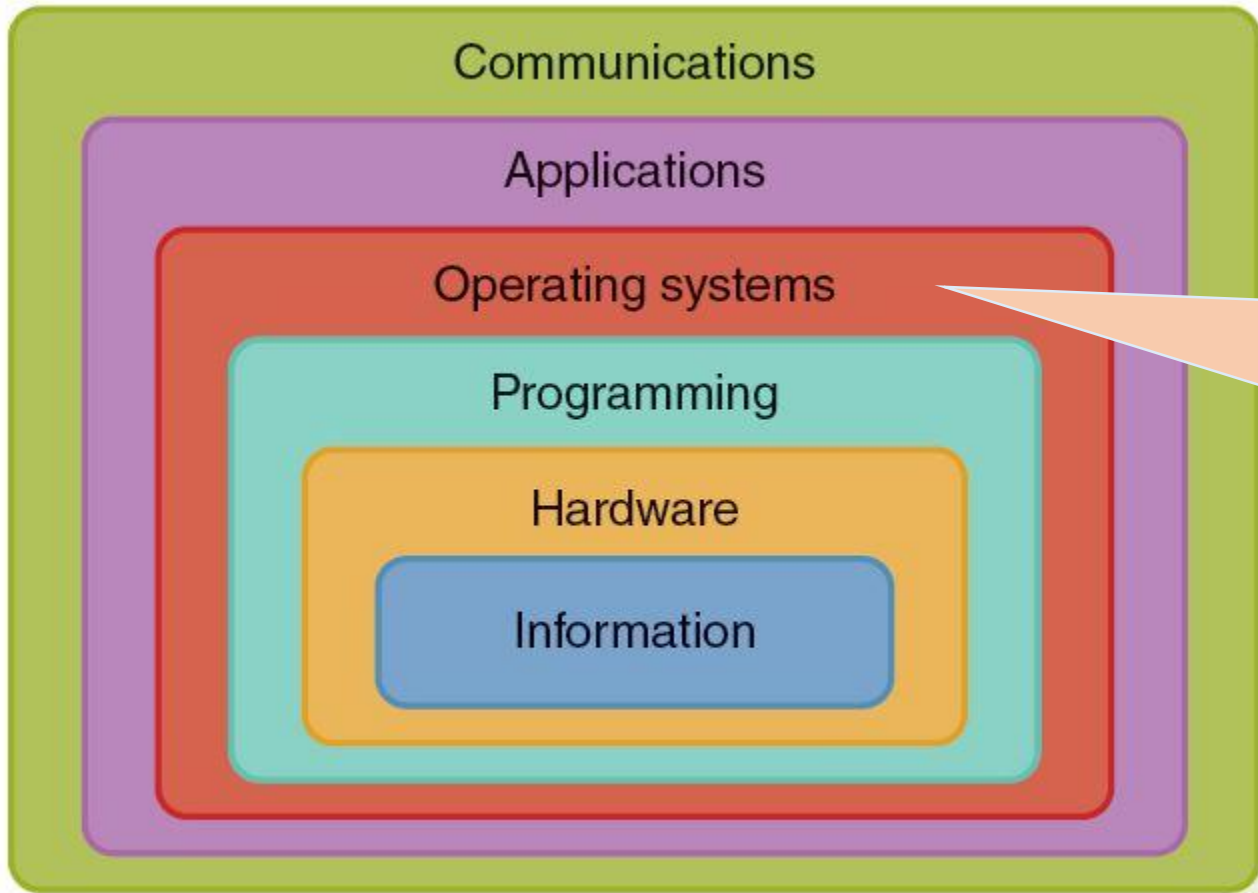 Communications
Applications
Operating systems
Programming
Hardware
Information